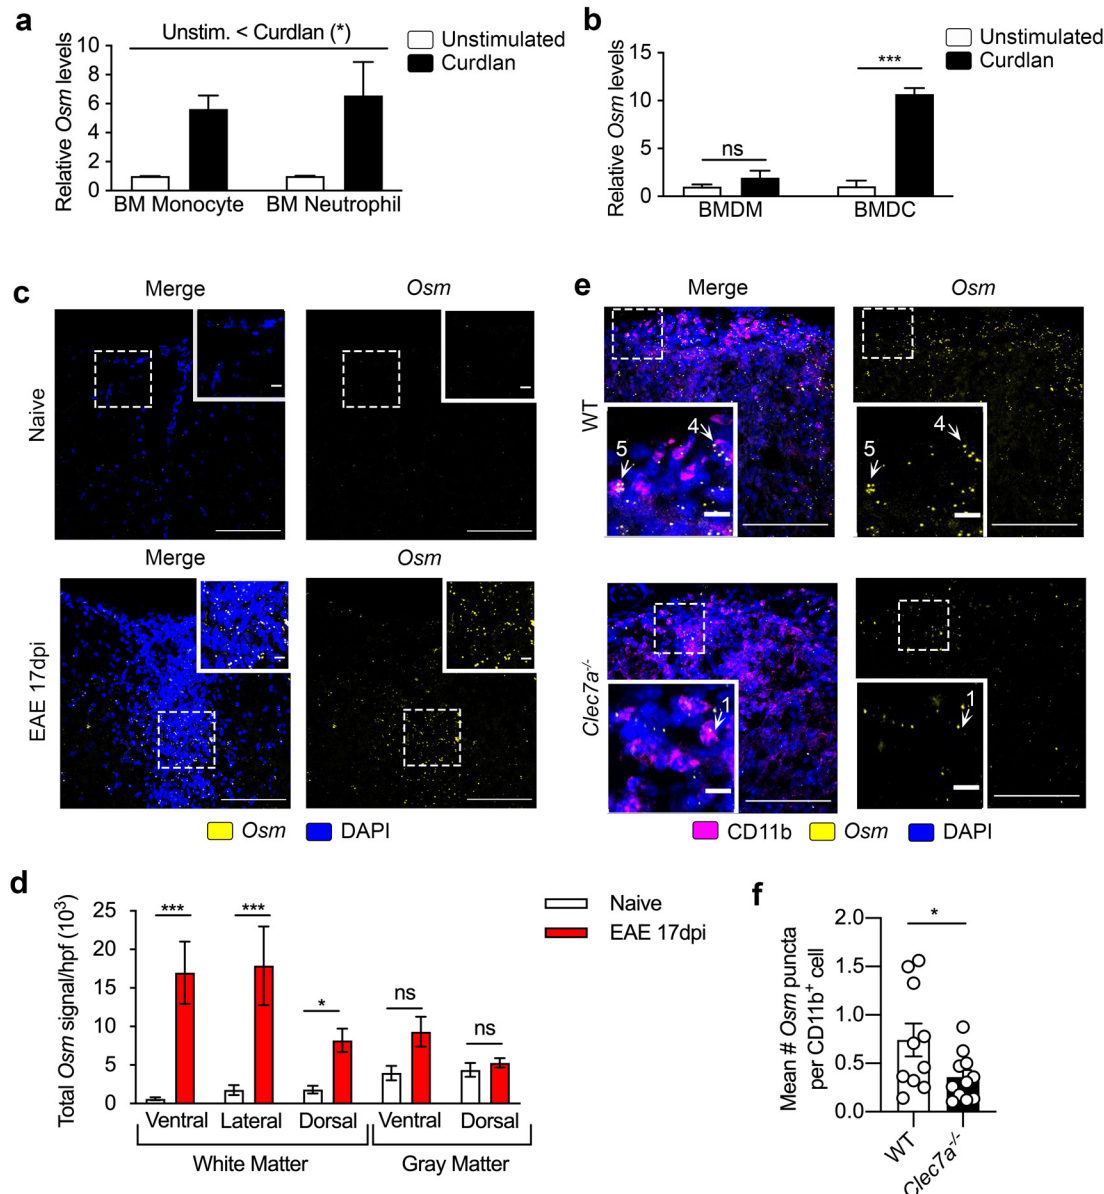 a
Unstim. < Curdlan (*)
Unstimulated
Curdlan
Relative Osm levels
10
8
6
4
2
0
BM Monocyte
BM Neutrophil
b
Unstimulated
Curdlan
Relative Osm levels
15
10
5
0
ns
***
BMDM
BMDC
c
Merge
Osm
Naive
Merge
Osm
EAE 17dpi
Osm
DAPI
e
Merge
Osm
WT
5
4
5
4
Clec7a-/-
1
1
CD11b
Osm
DAPI
d
Total Osm signal/hpf (10³)
25
20
15
10
5
0
***
***
*
ns
ns
Naive
EAE 17dpi
Ventral
Lateral
Dorsal
Ventral
Dorsal
White Matter
Gray Matter
f
Mean # Osm puncta
per CD11b+ cell
2.0
1.5
1.0
0.5
0.0
*
WT
Clec7a-/-